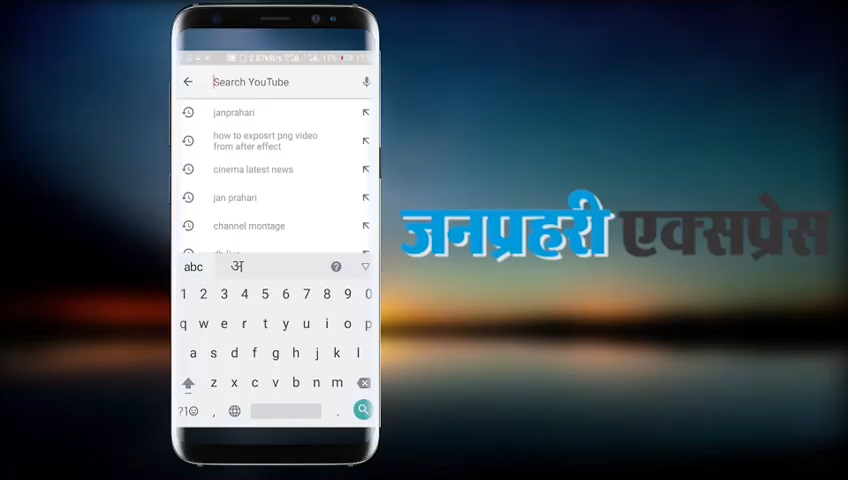 Search YouTube
janprahari
how to exposrt png video
from after effect
cinema latest news
jan prahari
channel montage
जनप्रहरी एक्सप्रेस
abc अ ?
1 2 3 4 5 6 7 8 9 0
q w e r t y u i o p
a s d f g h j k l
z x c v b n m
?1☺ , .